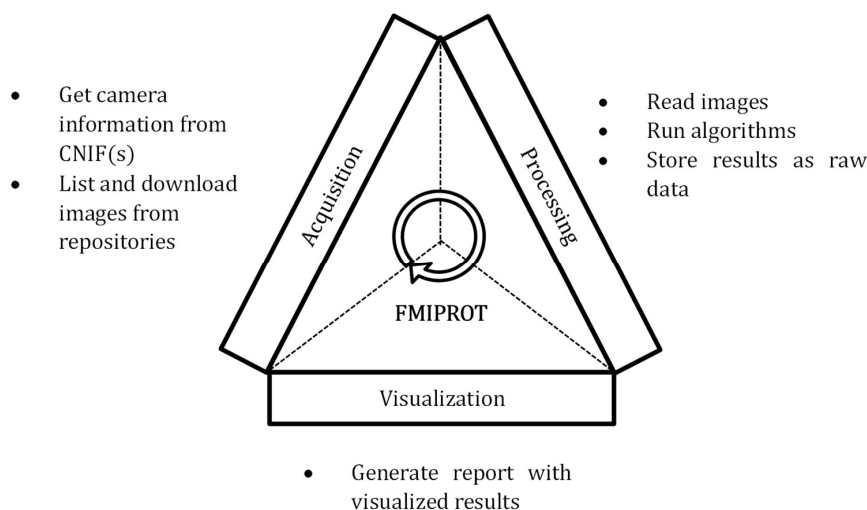 • Get camera
information from
CNIF(s)
• List and download
images from
repositories
Acquisition
FMIPROT
Processing
• Read images
• Run algorithms
• Store results as raw
data
Visualization
• Generate report with
visualized results